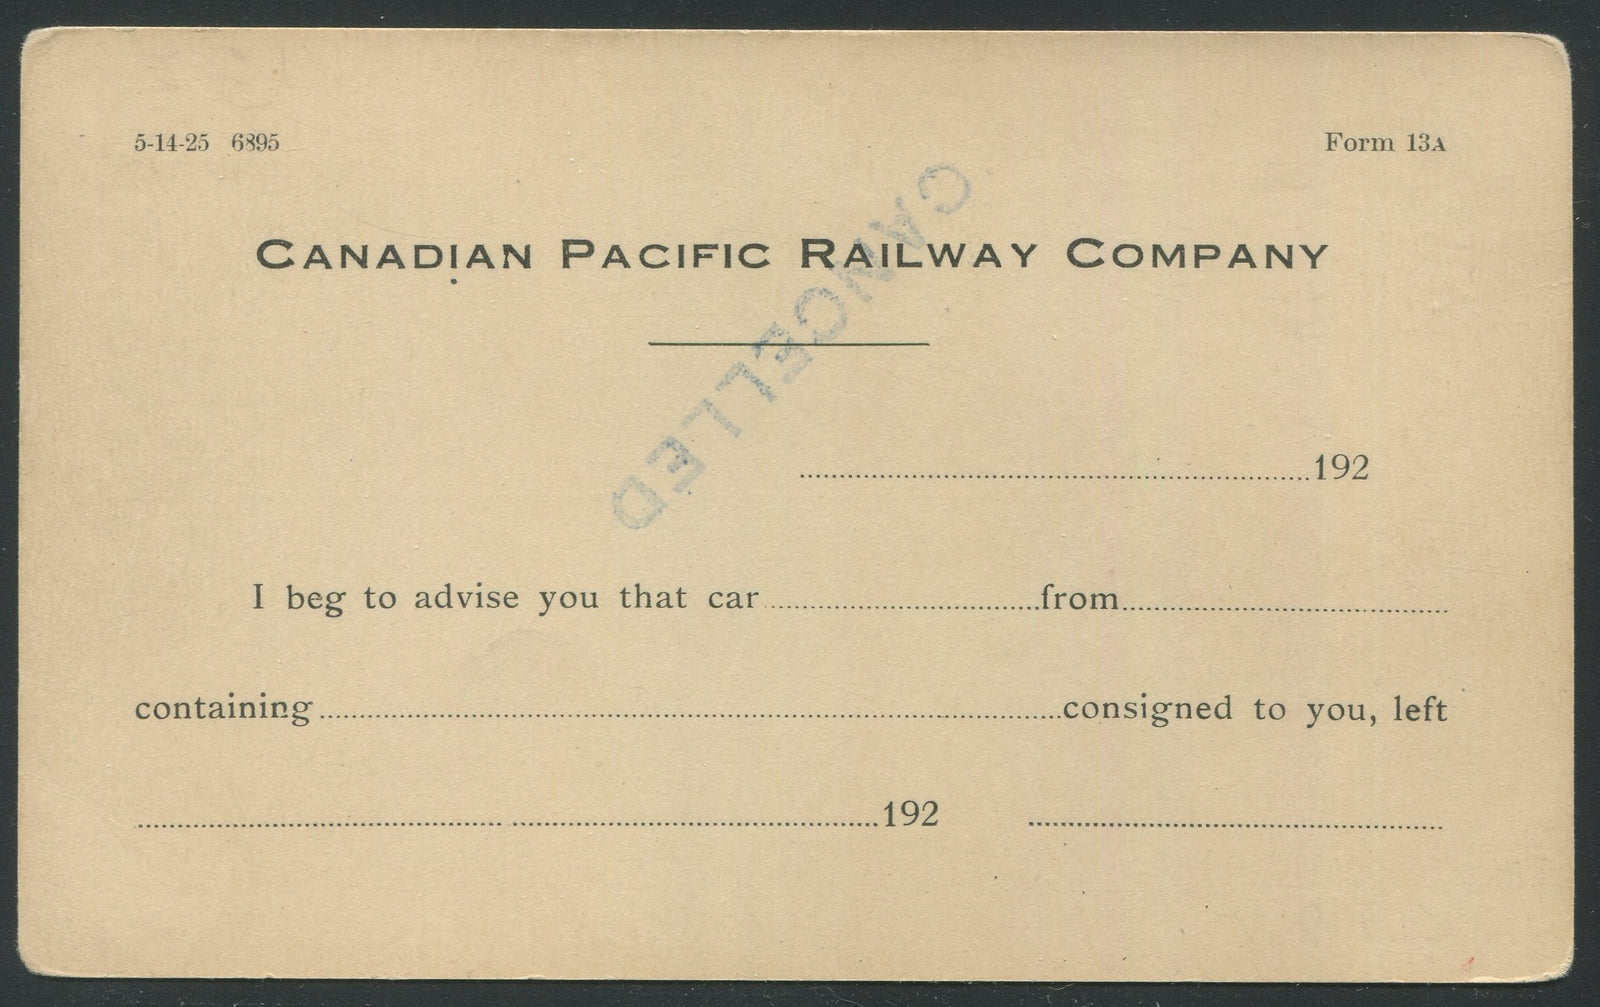 5-14-25 6895
Form 13A
CANADIAN PACIFIC RAILWAY COMPANY
CANCELLED
192
I beg to advise you that car from
containing consigned to you, left
192